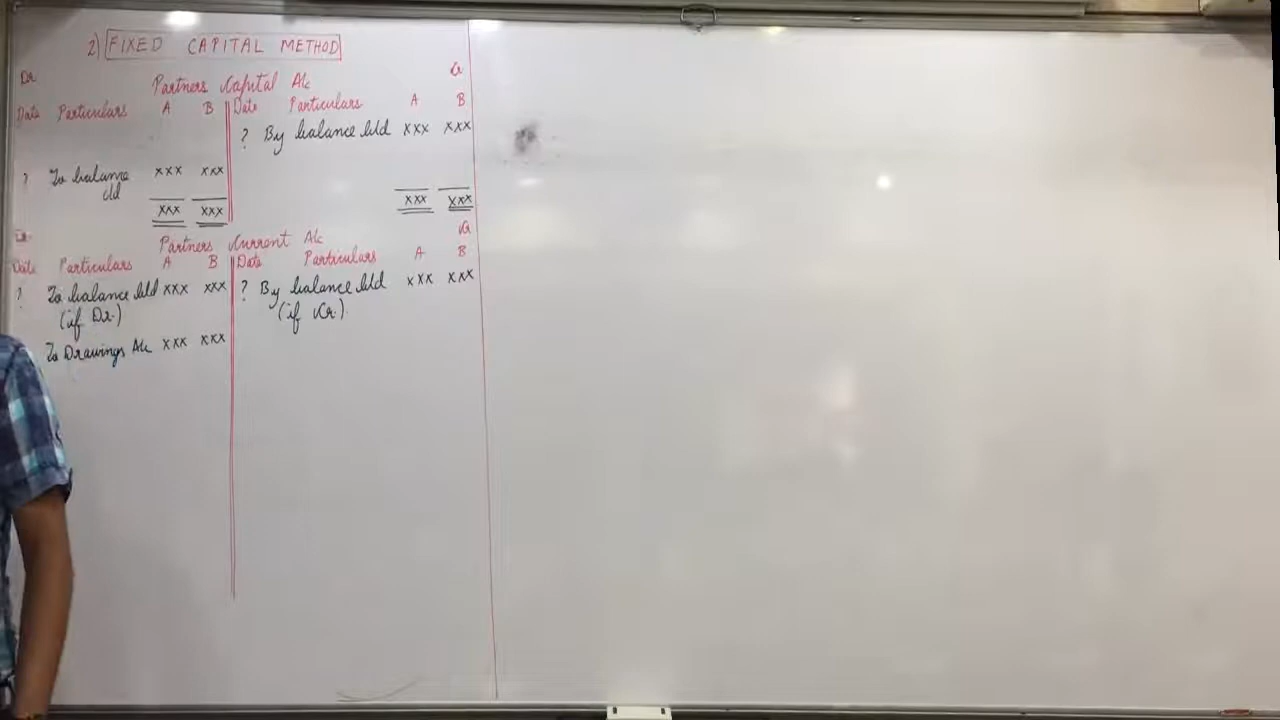 2) FIXED CAPITAL METHOD
Dr Partners Capital A/c Cr
Date Particulars A B Date Particulars A B
? By balance b/d xxx xxx
? To balance xxx xxx
c/d
xxx xxx xxx xxx
Dr Partners Current A/c Cr
Date Particulars A B Date Particulars A B
? To balance b/d xxx xxx ? By balance b/d xxx xxx
(if Dr.) (if Cr.)
To Drawings A/c xxx xxx